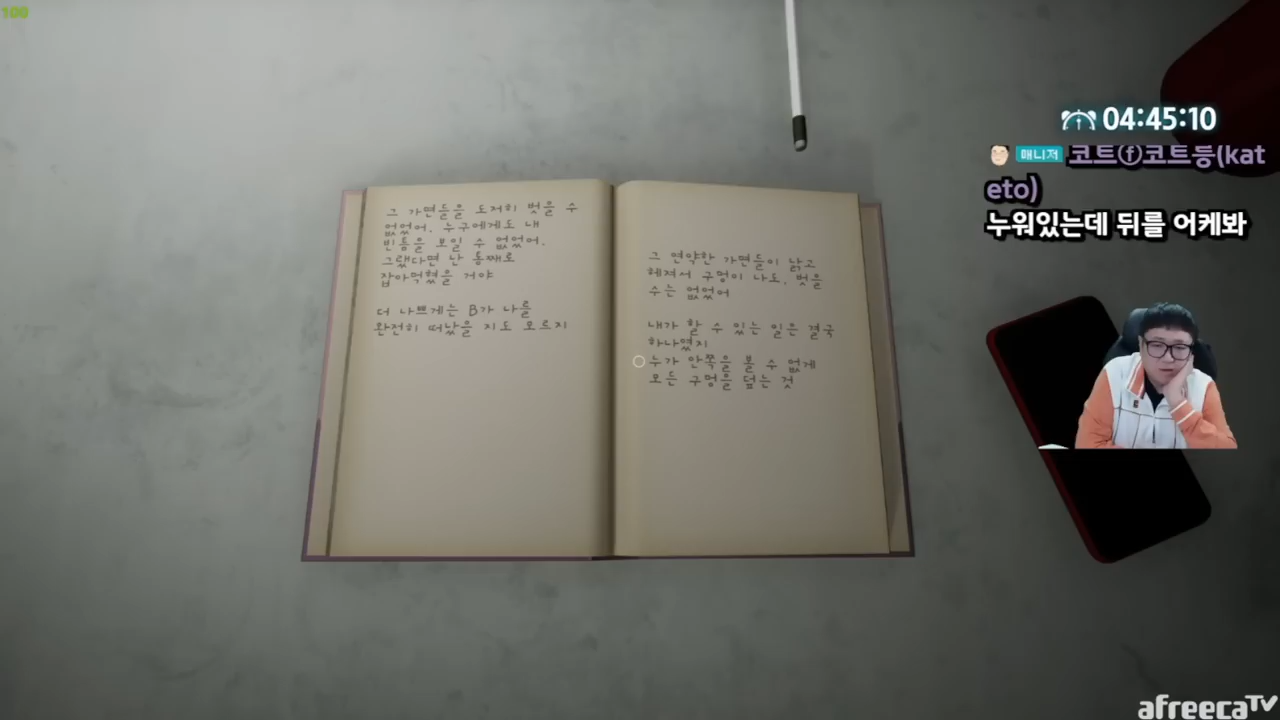 100
그 가면들을 도저히 벗을 수
없었어. 누구에게도 내
빈틈을 보일 수 없었어.
그랬다면 난 통째로
잡아먹혔을 거야
더 나쁘게는 B가 나를
완전히 떠났을 지도 모르지
그 연약한 가면들이 낡고
헤져서 구멍이 나도, 벗을
수는 없었어
내가 할 수 있는 일은 결국
하나였지
누가 안쪽을 볼 수 없게
모든 구멍을 덮는 것
04:45:10
매니저 코트ⓕ코트등(kat
eto)
누워있는데 뒤를 어케봐
afreecaTV